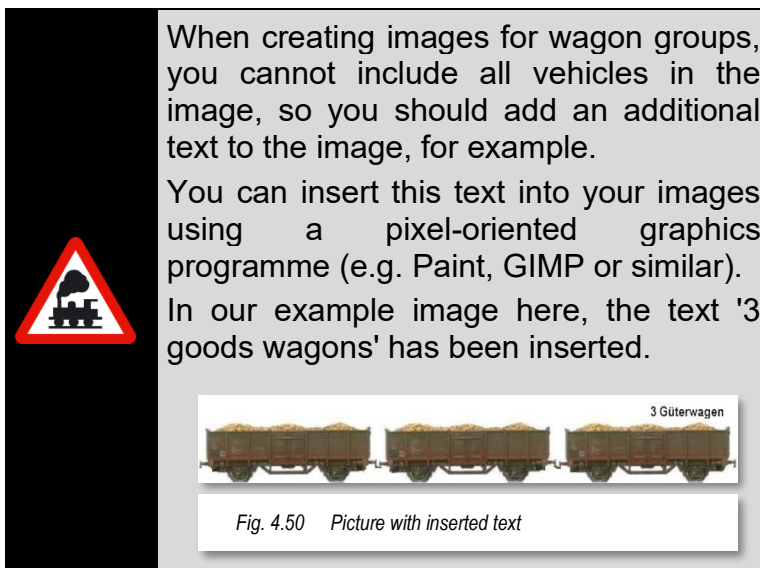 When creating images for wagon groups,
you cannot include all vehicles in the
image, so you should add an additional
text to the image, for example.
You can insert this text into your images
using a pixel-oriented graphics
programme (e.g. Paint, GIMP or similar).
In our example image here, the text '3
goods wagons' has been inserted.
3 Güterwagen
Fig. 4.50 Picture with inserted text